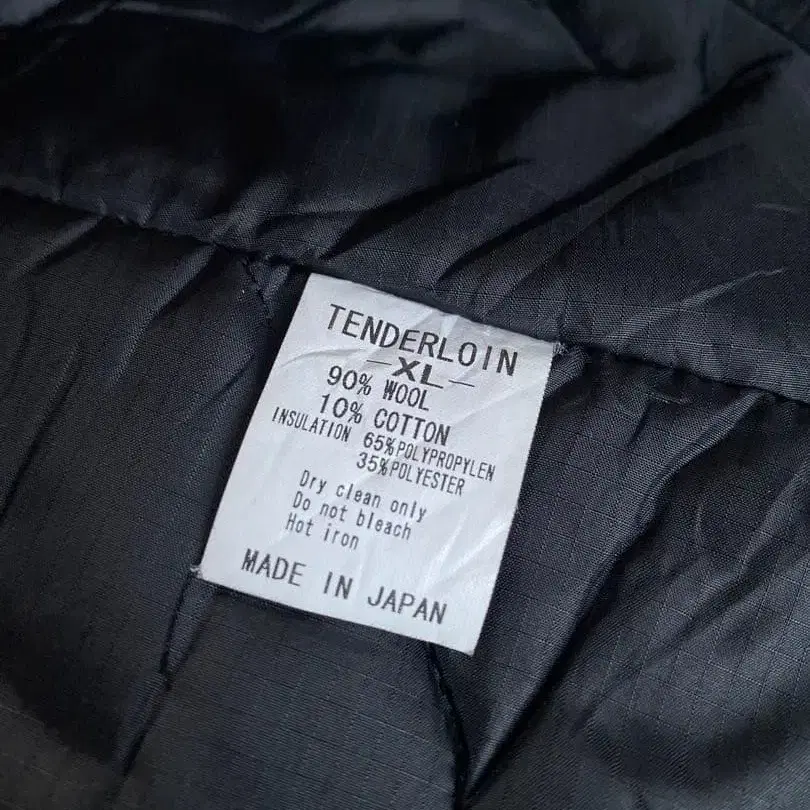 TENDERLOIN
-XL-
90% WOOL
10% COTTON
INSULATION 65%POLYPROPYLEN
35%POLYESTER
Dry clean only
Do not bleach
Hot iron
MADE IN JAPAN